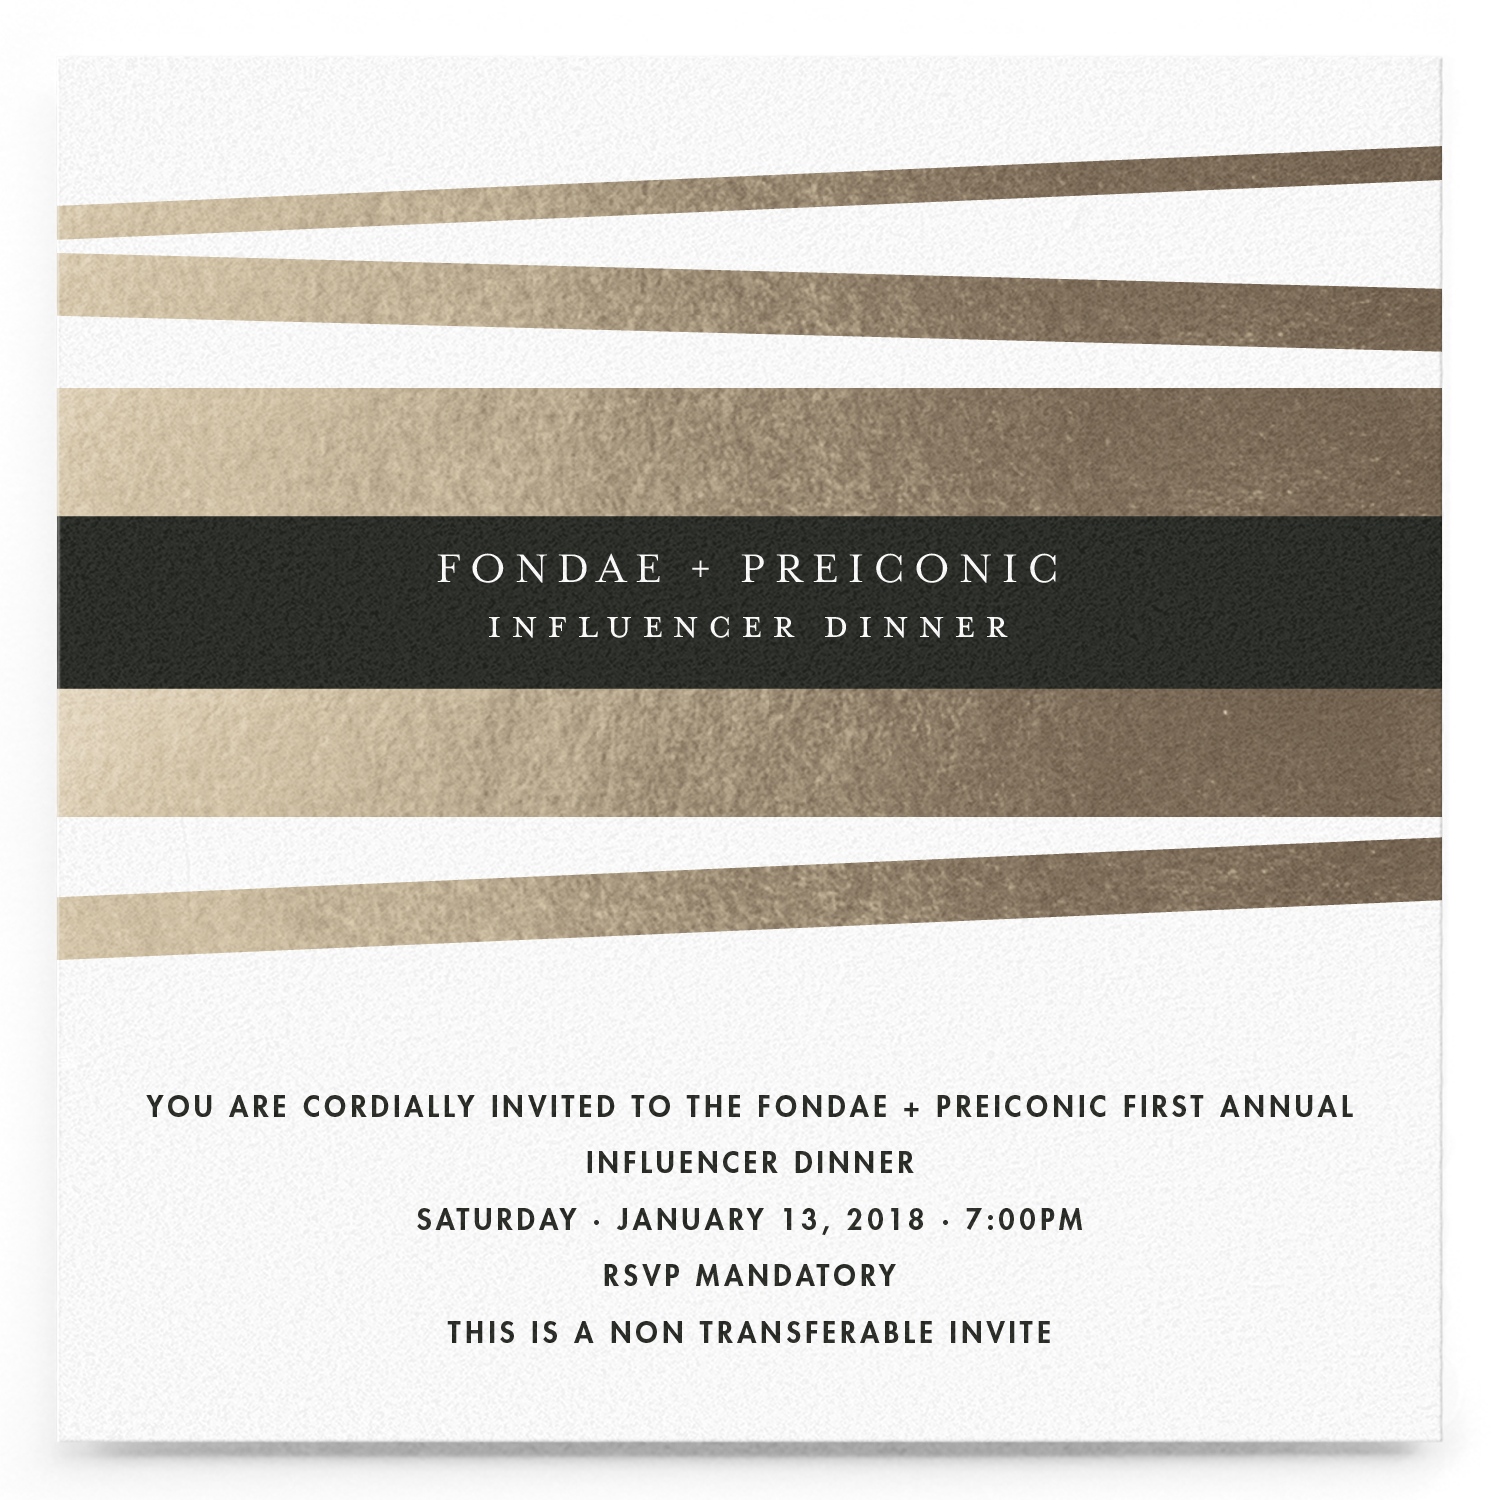 FONDAE + PREICONIC
INFLUENCER DINNER
YOU ARE CORDIALLY INVITED TO THE FONDAE + PREICONIC FIRST ANNUAL
INFLUENCER DINNER
SATURDAY · JANUARY 13, 2018 · 7:00PM
RSVP MANDATORY
THIS IS A NON TRANSFERABLE INVITE